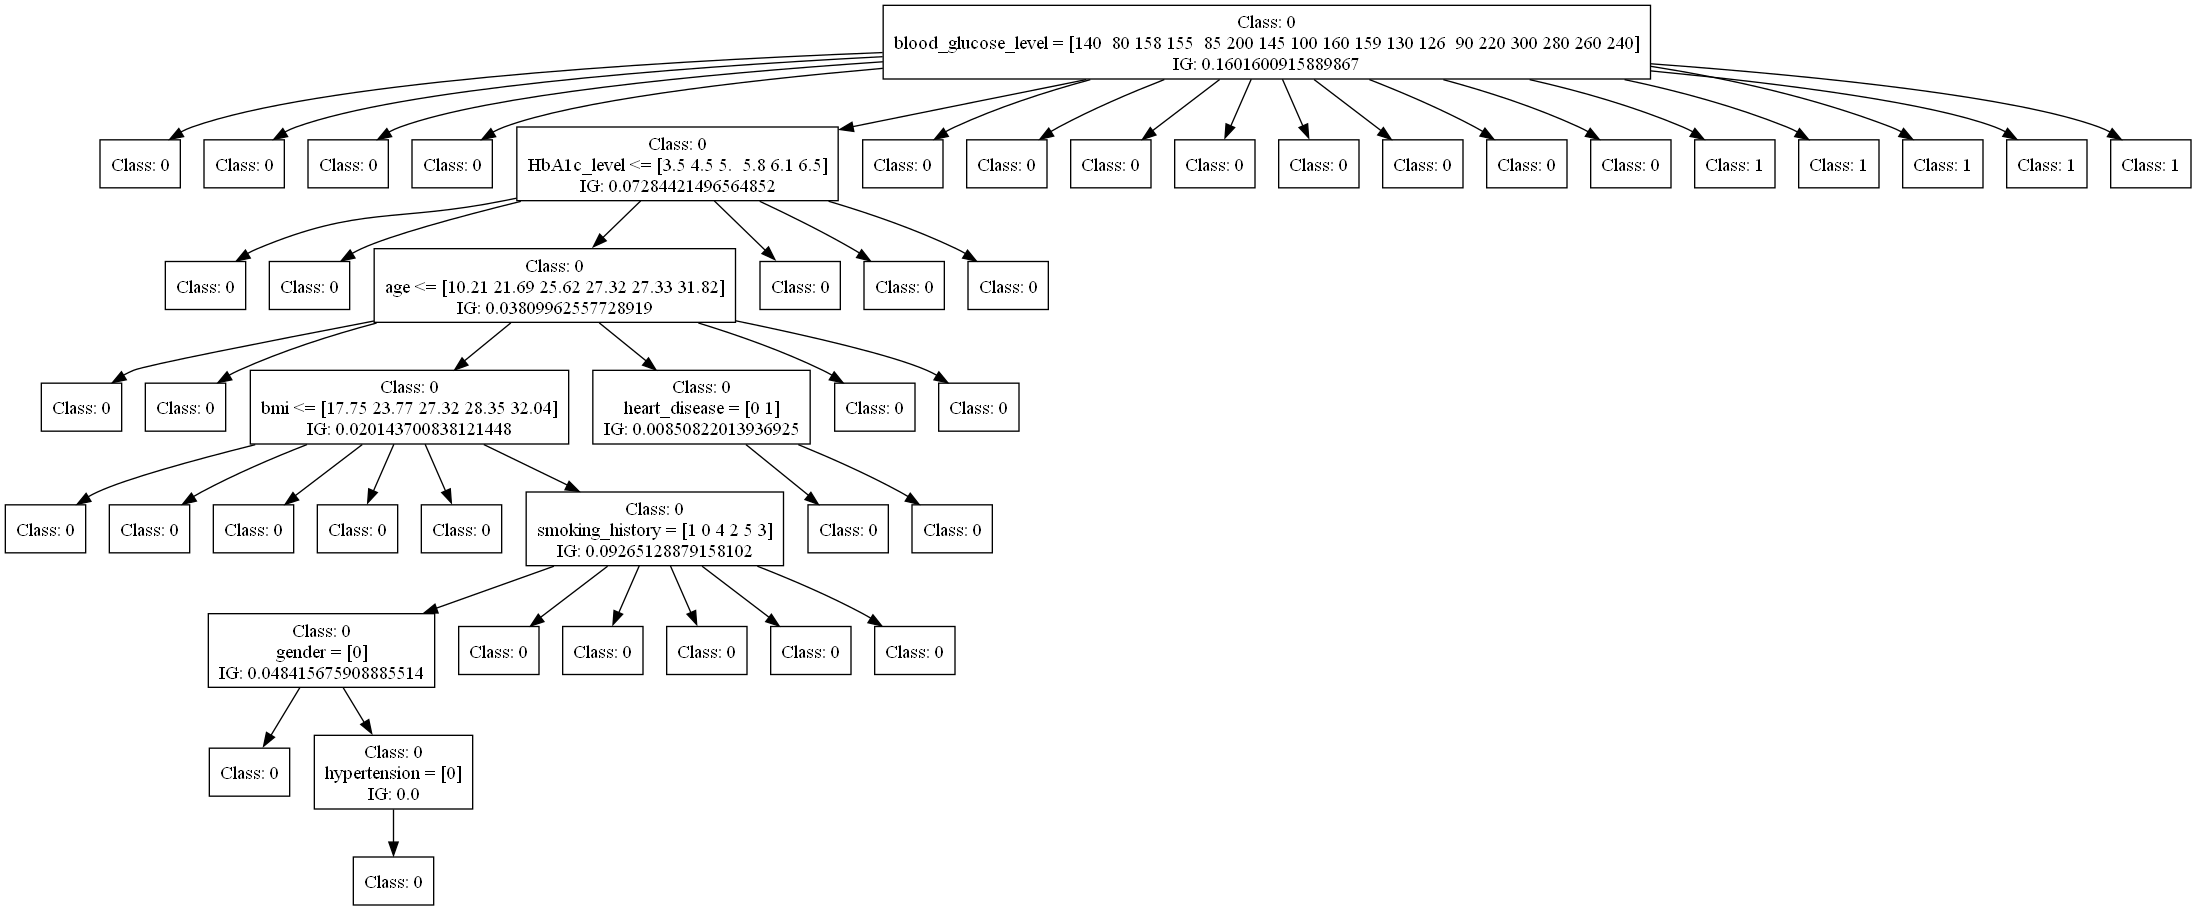 Class: 0
blood_glucose_level = [140  80 158 155  85 200 145 100 160 159 130 126  90 220 300 280 260 240]
IG: 0.1601600915889867
Class: 0
Class: 0
Class: 0
Class: 0
Class: 0
HbA1c_level <= [3.5 4.5 5.  5.8 6.1 6.5]
IG: 0.07284421496564852
Class: 0
Class: 0
Class: 0
Class: 0
Class: 0
Class: 0
Class: 0
Class: 0
Class: 1
Class: 1
Class: 1
Class: 1
Class: 1
Class: 0
Class: 0
Class: 0
age <= [10.21 21.69 25.62 27.32 27.33 31.82]
IG: 0.03809962557728919
Class: 0
Class: 0
Class: 0
Class: 0
Class: 0
Class: 0
bmi <= [17.75 23.77 27.32 28.35 32.04]
IG: 0.020143700838121448
Class: 0
heart_disease = [0 1]
IG: 0.00850822013936925
Class: 0
Class: 0
Class: 0
Class: 0
Class: 0
Class: 0
Class: 0
Class: 0
smoking_history = [1 0 4 2 5 3]
IG: 0.09265128879158102
Class: 0
Class: 0
Class: 0
gender = [0]
IG: 0.048415675908885514
Class: 0
Class: 0
Class: 0
Class: 0
Class: 0
Class: 0
Class: 0
hypertension = [0]
IG: 0.0
Class: 0